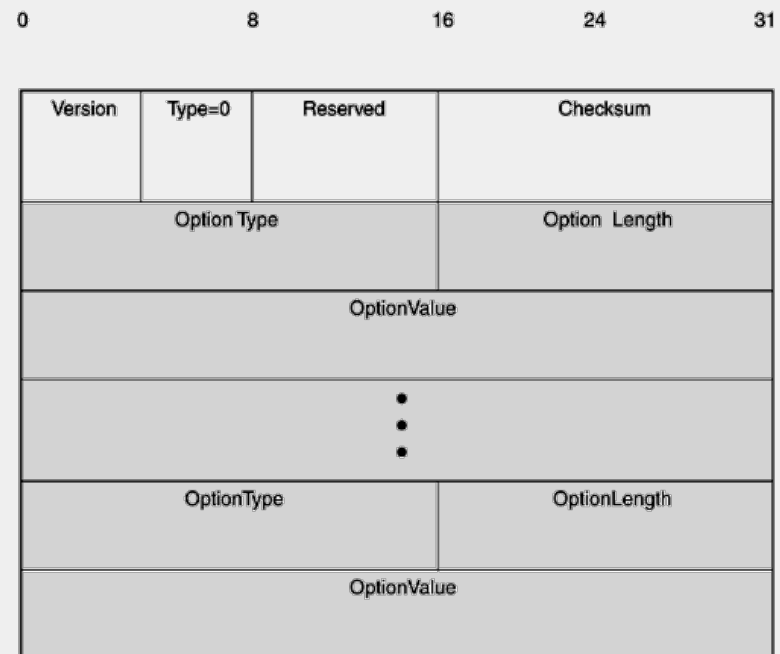 0 8 16 24 31
Version Type=0 Reserved Checksum
Option Type Option Length
OptionValue
OptionType OptionLength
OptionValue